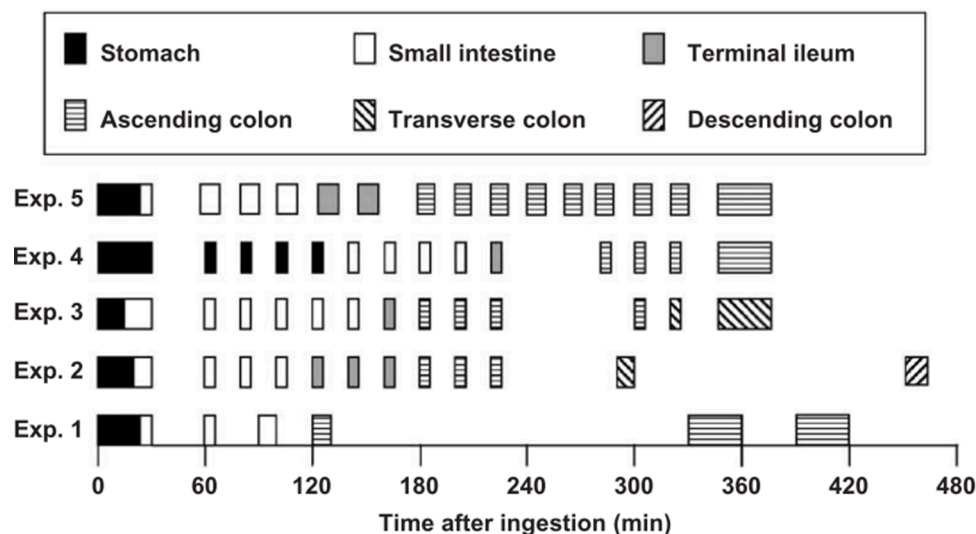 Stomach Small intestine Terminal ileum
Ascending colon Transverse colon Descending colon
Exp. 5
Exp. 4
Exp. 3
Exp. 2
Exp. 1
0 60 120 180 240 300 360 420 480
Time after ingestion (min)